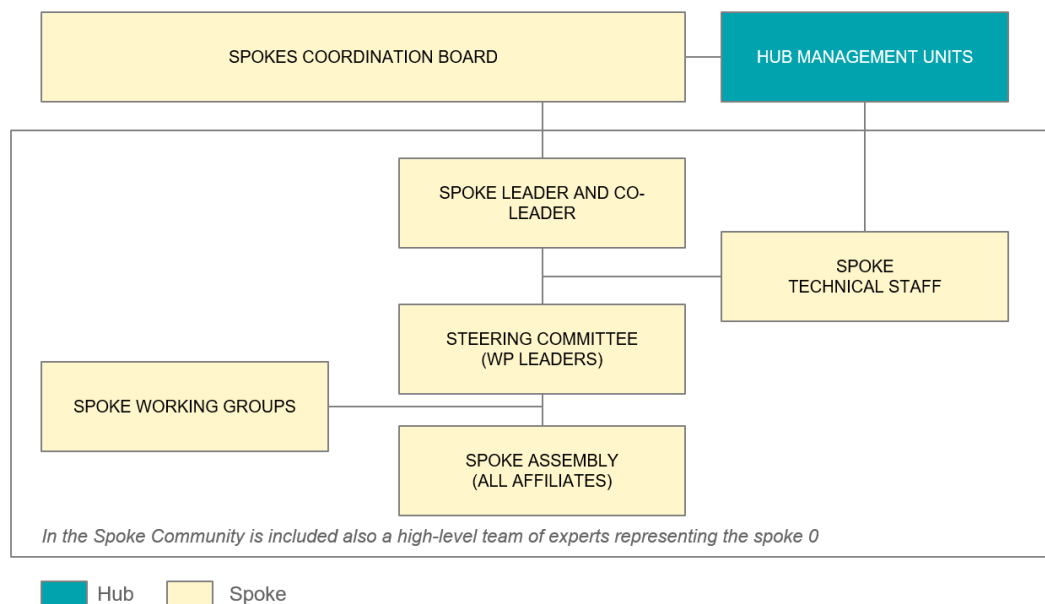 SPOKES COORDINATION BOARD
HUB MANAGEMENT UNITS
SPOKE LEADER AND CO-
LEADER
SPOKE
TECHNICAL STAFF
STEERING COMMITTEE
(WP LEADERS)
SPOKE WORKING GROUPS
SPOKE ASSEMBLY
(ALL AFFILIATES)
In the Spoke Community is included also a high-level team of experts representing the spoke 0
Hub
Spoke